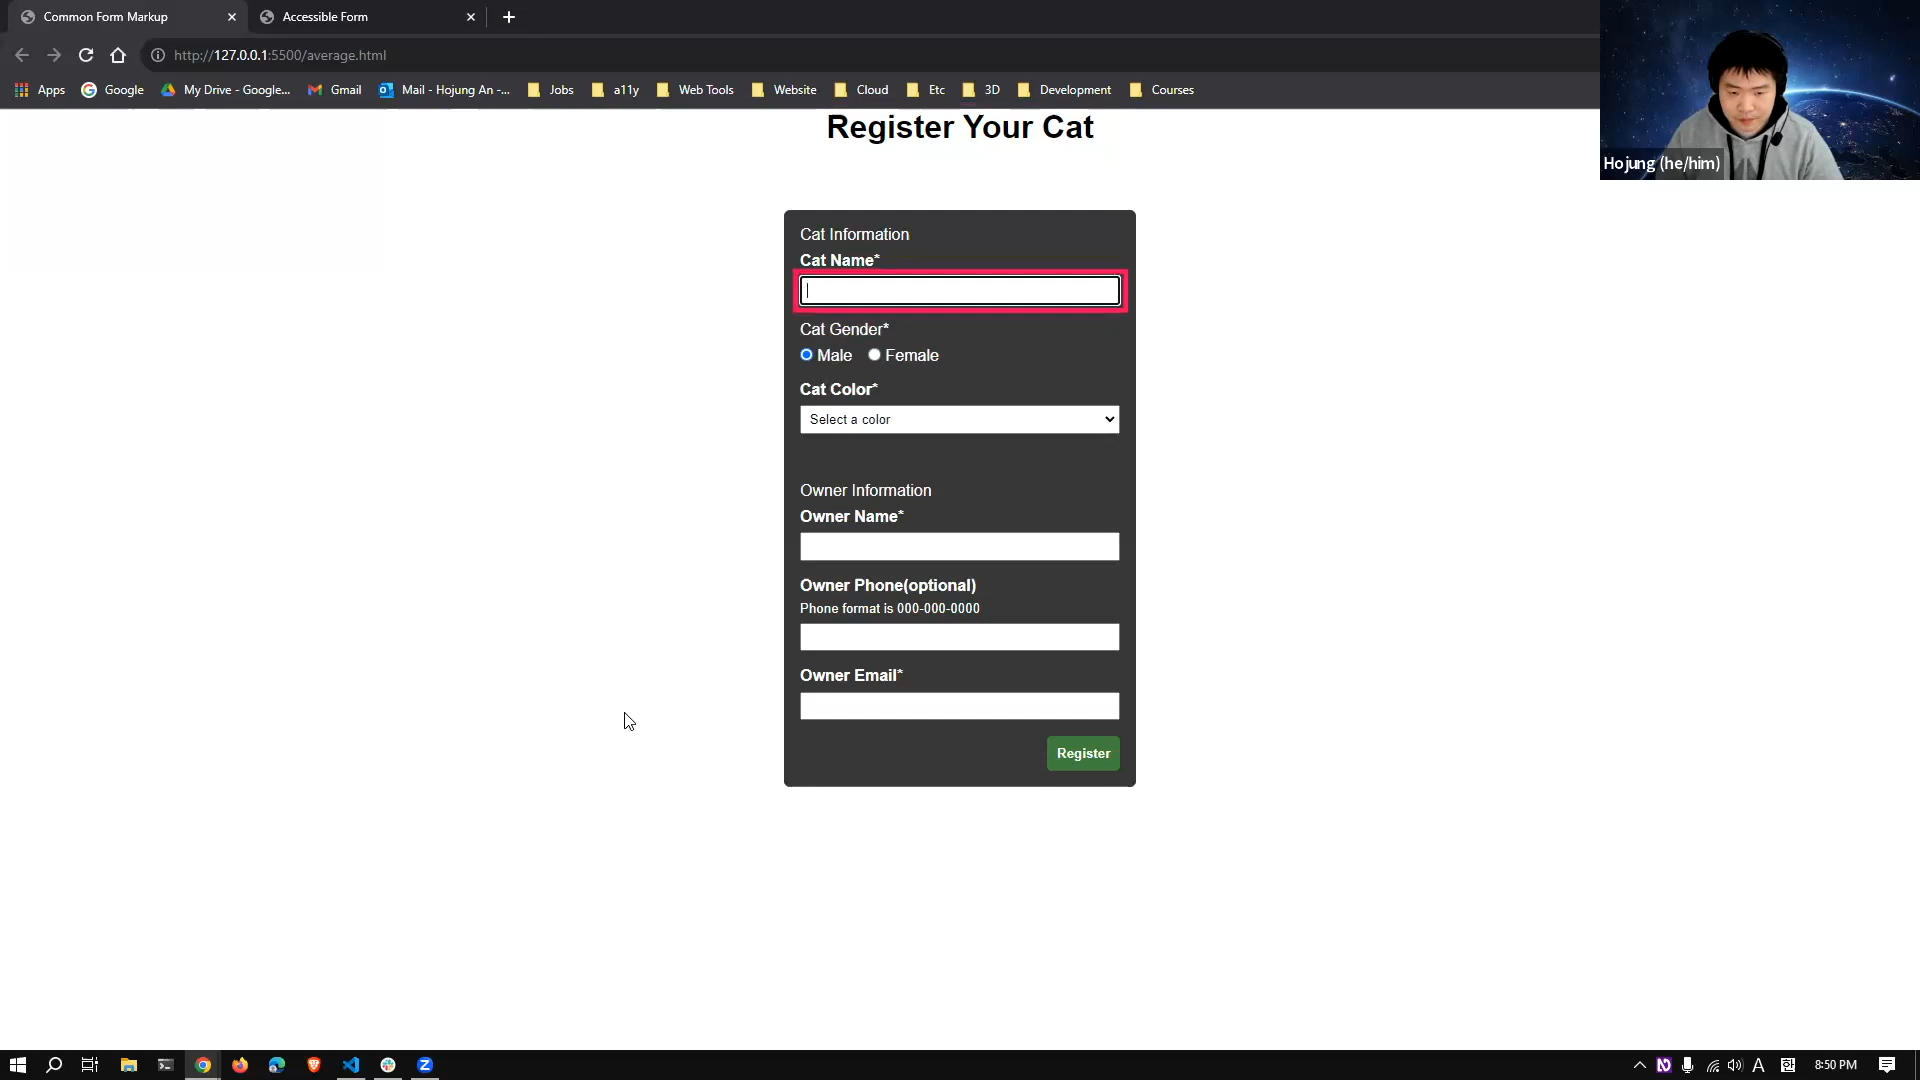 Common Form Markup
Accessible Form
http://127.0.0.1:5500/average.html
Apps
Google
My Drive - Google...
Gmail
Mail - Hojung An -...
Jobs
a11y
Web Tools
Website
Cloud
Etc
3D
Development
Courses
Hojung (he/him)
Register Your Cat
Cat Information
Cat Name*
Cat Gender*
Male Female
Cat Color*
Select a color
Owner Information
Owner Name*
Owner Phone(optional)
Phone format is 000-000-0000
Owner Email*
Register
A
한
8:50 PM